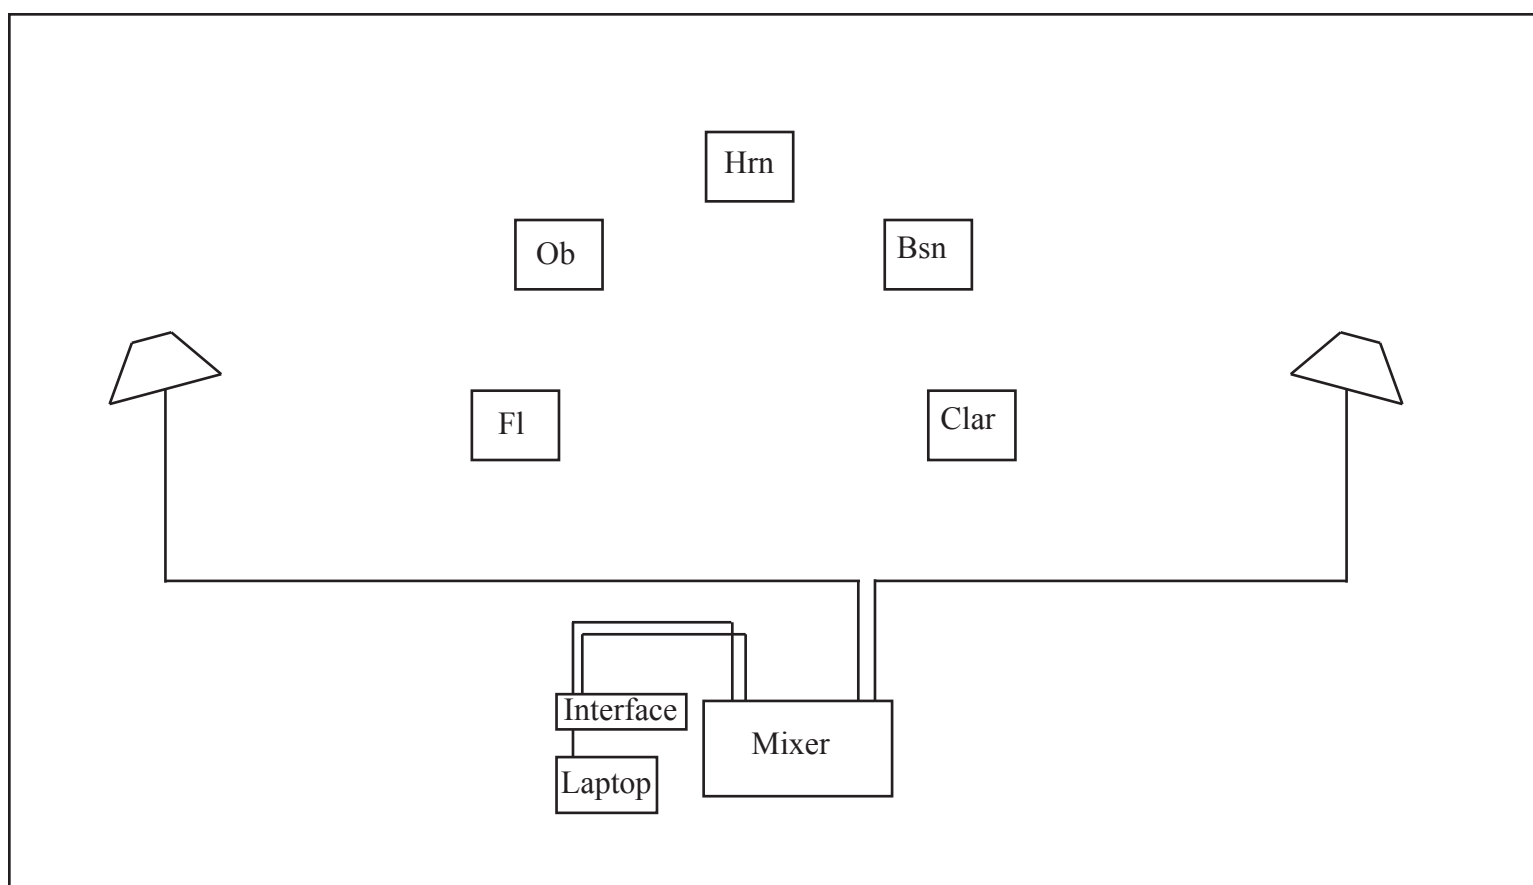 Hrn
Ob
Bsn
Fl
Clar
Interface
Mixer
Laptop